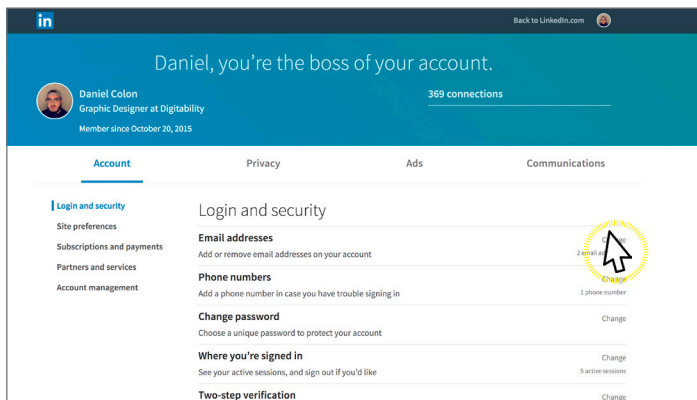 in
Back to LinkedIn.com
Daniel, you're the boss of your account.
Daniel Colon
Graphic Designer at Digitability
Member since October 20, 2015
369 connections
Account Privacy Ads Communications
Login and security
Site preferences
Subscriptions and payments
Partners and services
Account management
Login and security
Email addresses
Add or remove email addresses on your account
2 email
Phone numbers Change
Add a phone number in case you have trouble signing in 1 phone number
Change password Change
Choose a unique password to protect your account
Where you're signed in Change
See your active sessions, and sign out if you'd like 5 active sessions
Two-step verification Change